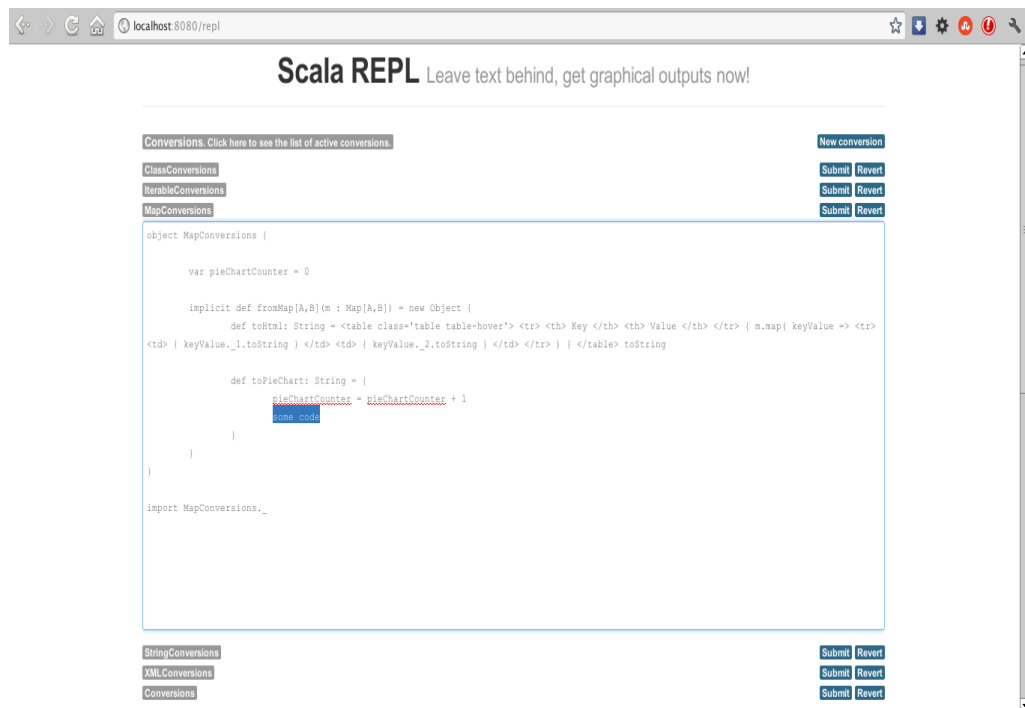 localhost:8080/repl
Scala REPL Leave text behind, get graphical outputs now!
Conversions. Click here to see the list of active conversions. New conversion
ClassConversions Submit Revert
IterableConversions Submit Revert
MapConversions Submit Revert
object MapConversions {
var pieChartCounter = 0
implicit def fromMap[A,B](m : Map[A,B]) = new Object {
def toHtml: String = <table class='table table-hover'> <tr> <th> Key </th> <th> Value </th> </tr> { m.map{ keyValue => <tr>
<td> { keyValue._1.toString } </td> <td> { keyValue._2.toString } </td> </tr> } } </table> toString
def toPieChart: String = {
pieChartCounter = pieChartCounter + 1
some code
}
}
}
import MapConversions._
StringConversions Submit Revert
XMLConversions Submit Revert
Conversions Submit Revert